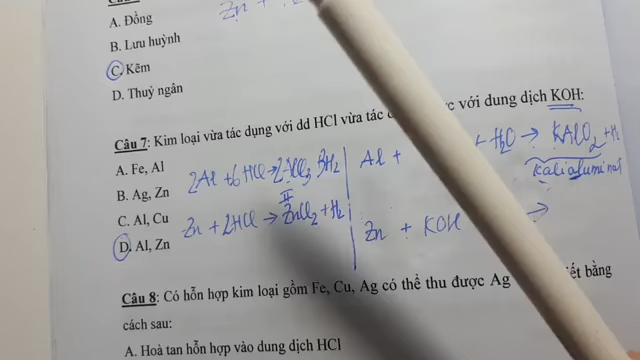 Zn +
A. Đồng
B. Lưu huỳnh
C. Kẽm
D. Thuỷ ngân
Câu 7: Kim loại vừa tác dụng với dd HCl vừa tác với dung dịch KOH:
A. Fe, Al
2Al + 6HCl → 2AlCl3 3H2 | Al + H2O → KAlO2 + H2
kali aluminat
B. Ag, Zn
C. Al, Cu
Zn + 2HCl → ZnCl2 + H2 | Zn + KOH →
D. Al, Zn
Câu 8: Có hỗn hợp kim loại gồm Fe, Cu, Ag có thể thu được Ag bằng
cách sau:
A. Hoà tan hỗn hợp vào dung dịch HCl